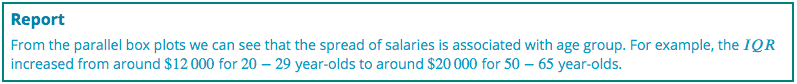 Report
From the parallel box plots we can see that the spread of salaries is associated with age group. For example, the IQR
increased from around $12 000 for 20 − 29 year-olds to around $20 000 for 50 − 65 year-olds.